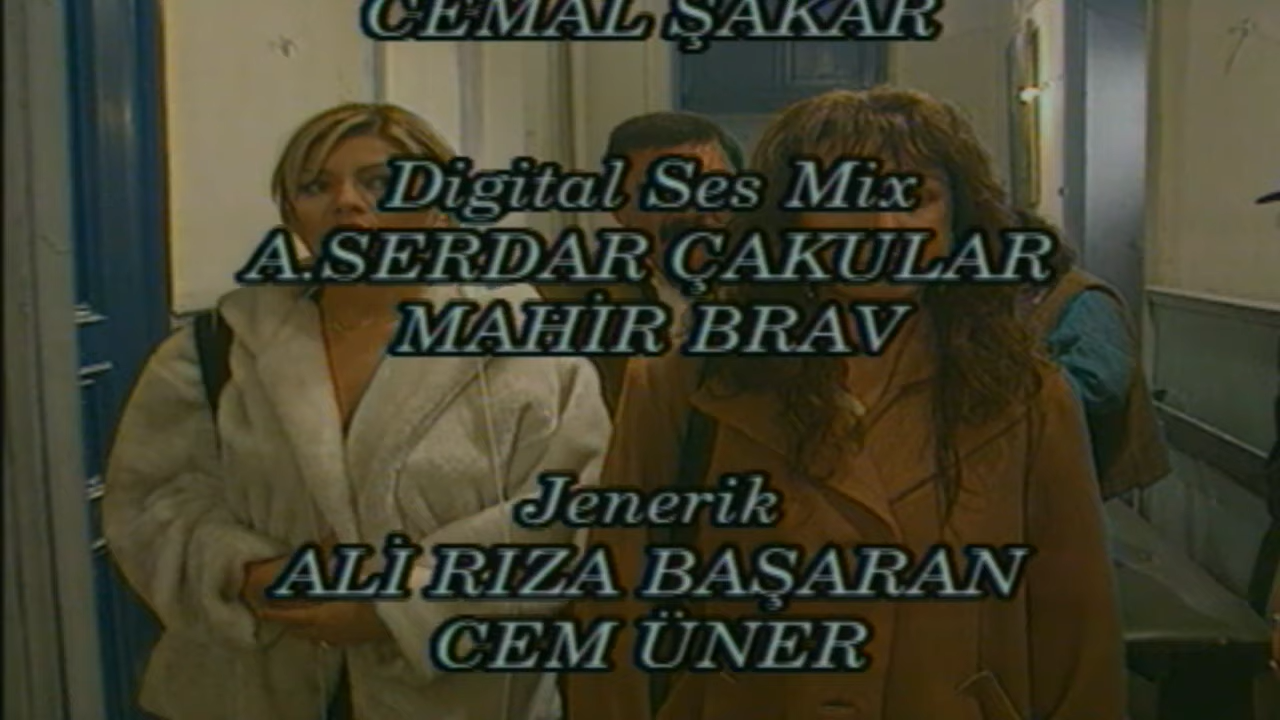 CEMAL ŞAKAR
Digital Ses Mix
A.SERDAR ÇAKULAR
MAHİR BRAV
Jenerik
ALİ RIZA BAŞARAN
CEM ÜNER